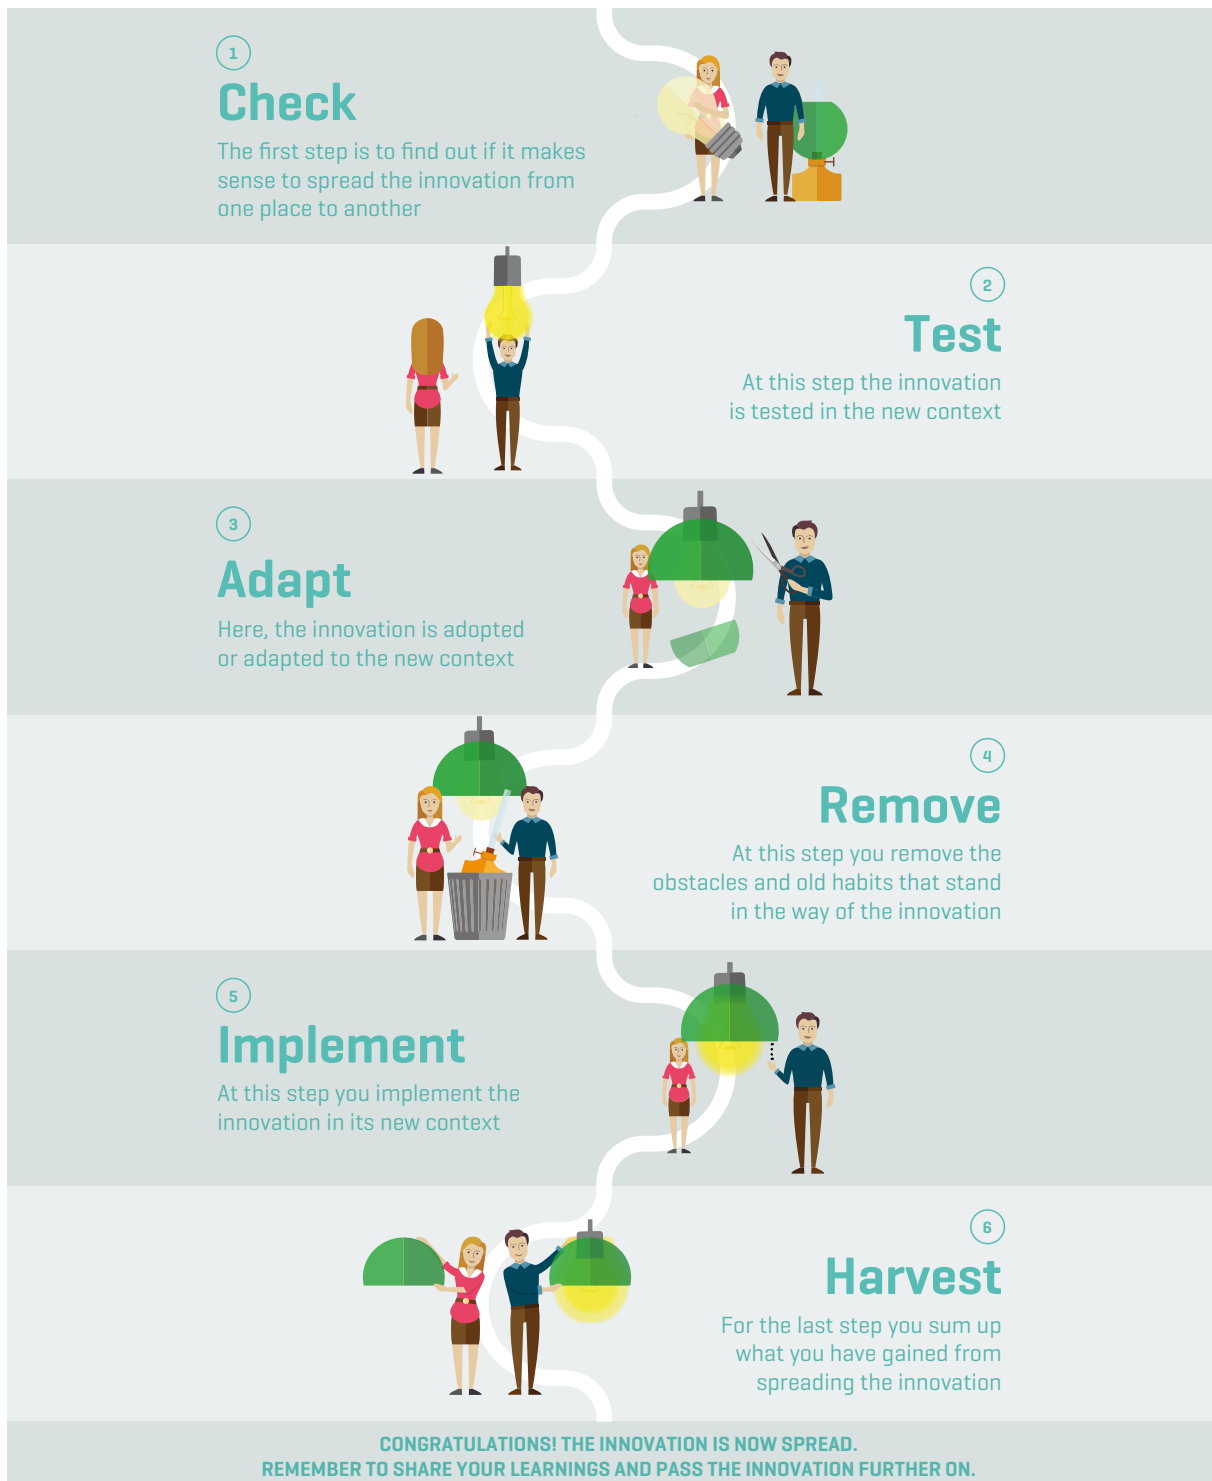 1
Check
The first step is to find out if it makes
sense to spread the innovation from
one place to another
2
Test
At this step the innovation
is tested in the new context
3
Adapt
Here, the innovation is adopted
or adapted to the new context
4
Remove
At this step you remove the
obstacles and old habits that stand
in the way of the innovation
5
Implement
At this step you implement the
innovation in its new context
6
Harvest
For the last step you sum up
what you have gained from
spreading the innovation
CONGRATULATIONS! THE INNOVATION IS NOW SPREAD.
REMEMBER TO SHARE YOUR LEARNINGS AND PASS THE INNOVATION FURTHER ON.